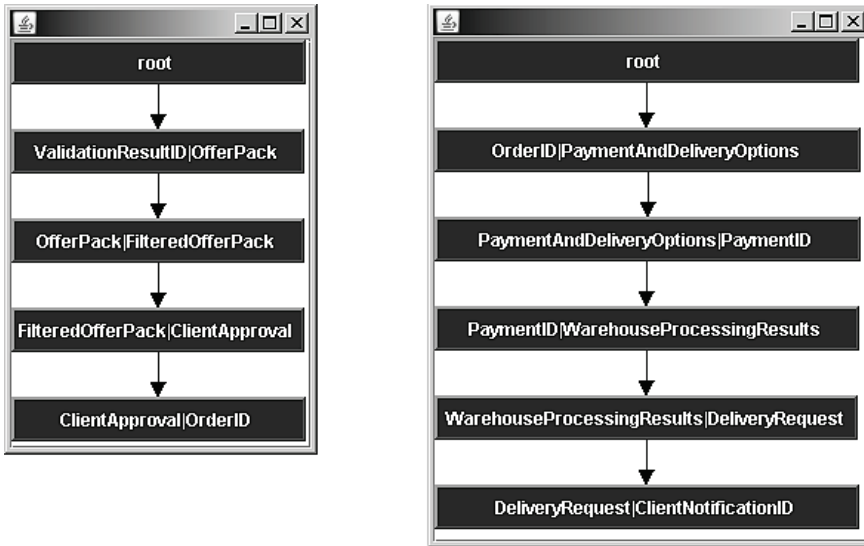 root
ValidationResultID|OfferPack
OfferPack|FilteredOfferPack
FilteredOfferPack|ClientApproval
ClientApproval|OrderID
root
OrderID|PaymentAndDeliveryOptions
PaymentAndDeliveryOptions|PaymentID
PaymentID|WarehouseProcessingResults
WarehouseProcessingResults|DeliveryRequest
DeliveryRequest|ClientNotificationID